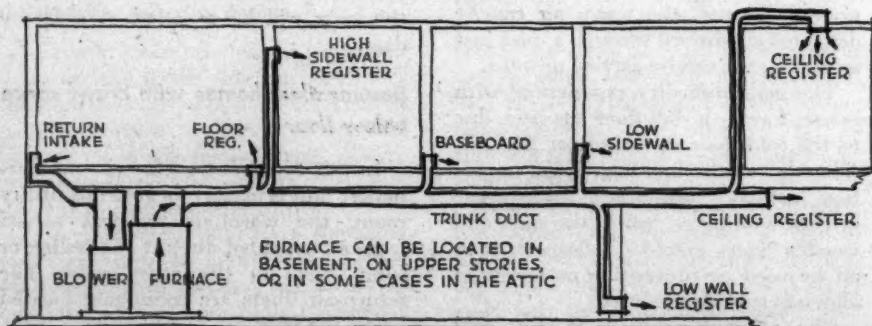 HIGH
SIDEWALL
REGISTER
CEILING
REGISTER
RETURN
INTAKE
FLOOR
REG.
BASEBOARD
LOW
SIDEWALL
TRUNK DUCT
CEILING REGISTER
FURNACE CAN BE LOCATED IN
BASEMENT, ON UPPER STORIES,
OR IN SOME CASES IN THE ATTIC
BLOWER FURNACE
LOW WALL
REGISTER